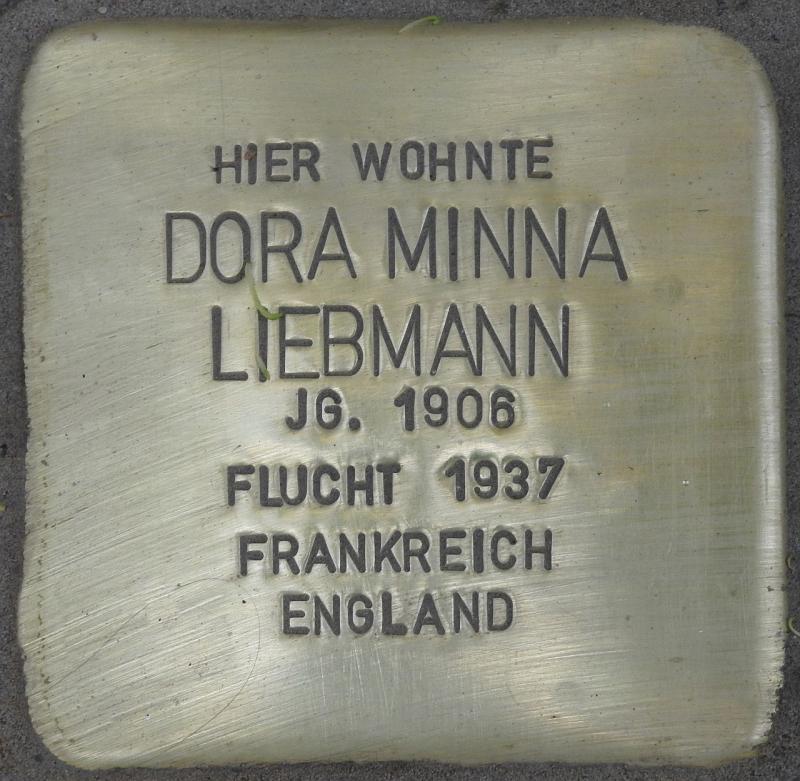 HIER WOHNTE
DORA MINNA
LIEBMANN
JG. 1906
FLUCHT 1937
FRANKREICH
ENGLAND